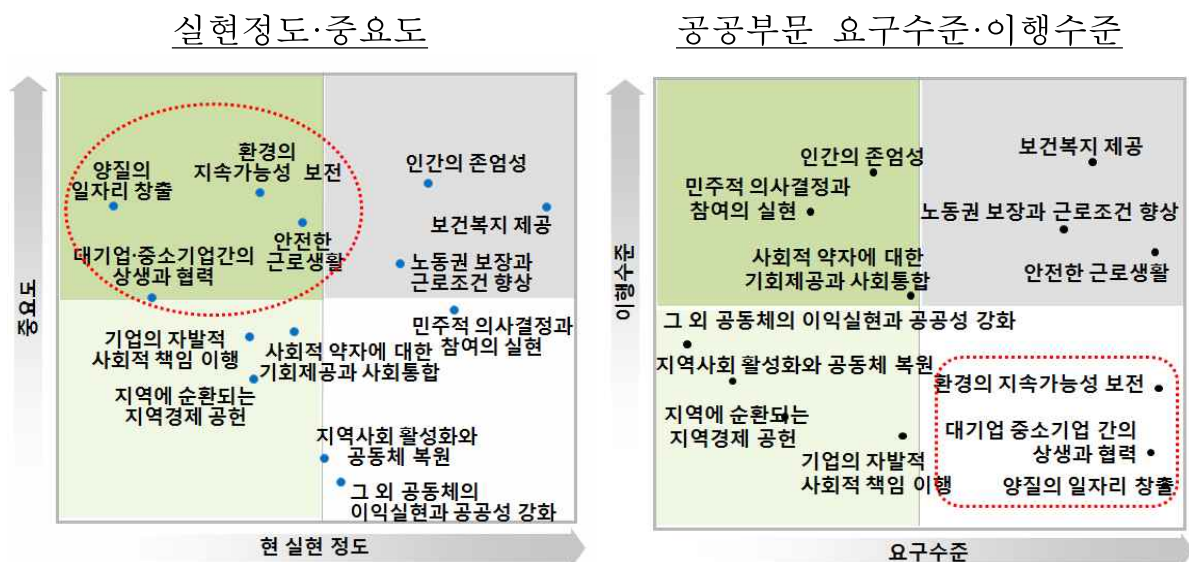 실현정도·중요도
중요도
양질의
일자리 창출
환경의
지속가능성 보전
인간의 존엄성
보건복지 제공
안전한
근로생활
대기업·중소기업간의
상생과 협력
노동권 보장과
근로조건 향상
민주적 의사결정과
참여의 실현
기업의 자발적
사회적 책임 이행
사회적 약자에 대한
기회제공과 사회통합
지역에 순환되는
지역경제 공헌
지역사회 활성화와
공동체 복원
그 외 공동체의
이익실현과 공공성 강화
현 실현 정도
공공부문 요구수준·이행수준
이행수준
인간의 존엄성
보건복지 제공
민주적 의사결정과
참여의 실현
노동권 보장과 근로조건 향상
사회적 약자에 대한
기회제공과 사회통합
안전한 근로생활
그 외 공동체의 이익실현과 공공성 강화
지역사회 활성화와 공동체 복원
환경의 지속가능성 보전
지역에 순환되는
지역경제 공헌
대기업 중소기업 간의
상생과 협력
기업의 자발적
사회적 책임 이행
양질의 일자리 창출
요구수준